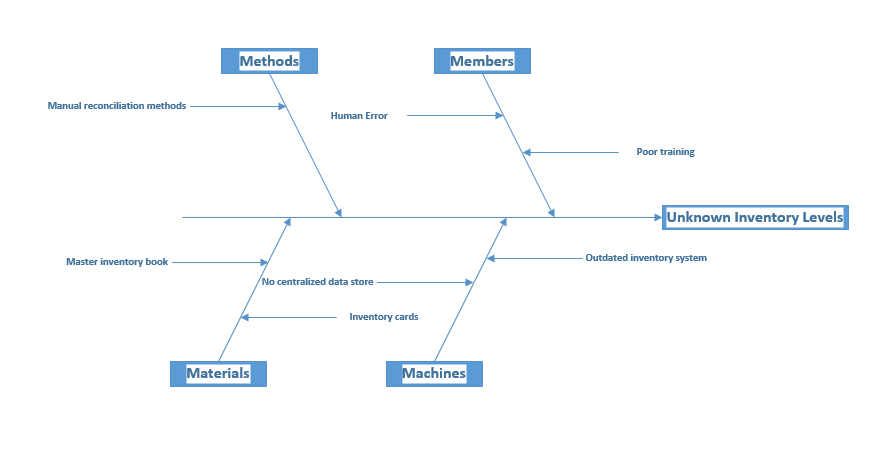 Methods
Members
Manual reconciliation methods
Human Error
Poor training
Unknown Inventory Levels
Master inventory book
Outdated inventory system
No centralized data store
Inventory cards
Materials
Machines